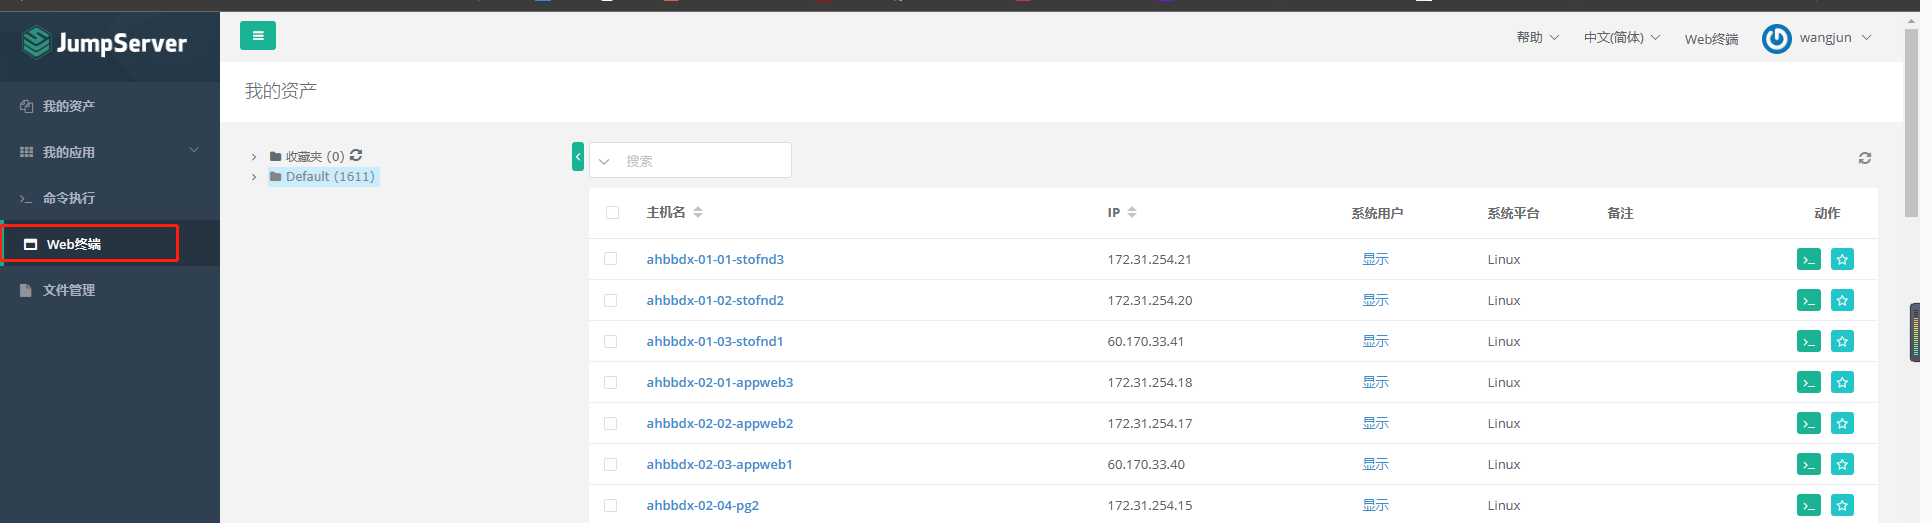 JumpServer
帮助 中文(简体) Web终端 wangjun
我的资产
我的应用
命令执行
Web终端
文件管理
我的资产
收藏夹 (0)
Default (1611)
搜索
主机名 IP 系统用户 系统平台 备注 动作
ahbbdx-01-01-stofnd3 172.31.254.21 显示 Linux
ahbbdx-01-02-stofnd2 172.31.254.20 显示 Linux
ahbbdx-01-03-stofnd1 60.170.33.41 显示 Linux
ahbbdx-02-01-appweb3 172.31.254.18 显示 Linux
ahbbdx-02-02-appweb2 172.31.254.17 显示 Linux
ahbbdx-02-03-appweb1 60.170.33.40 显示 Linux
ahbbdx-02-04-pg2 172.31.254.15 显示 Linux